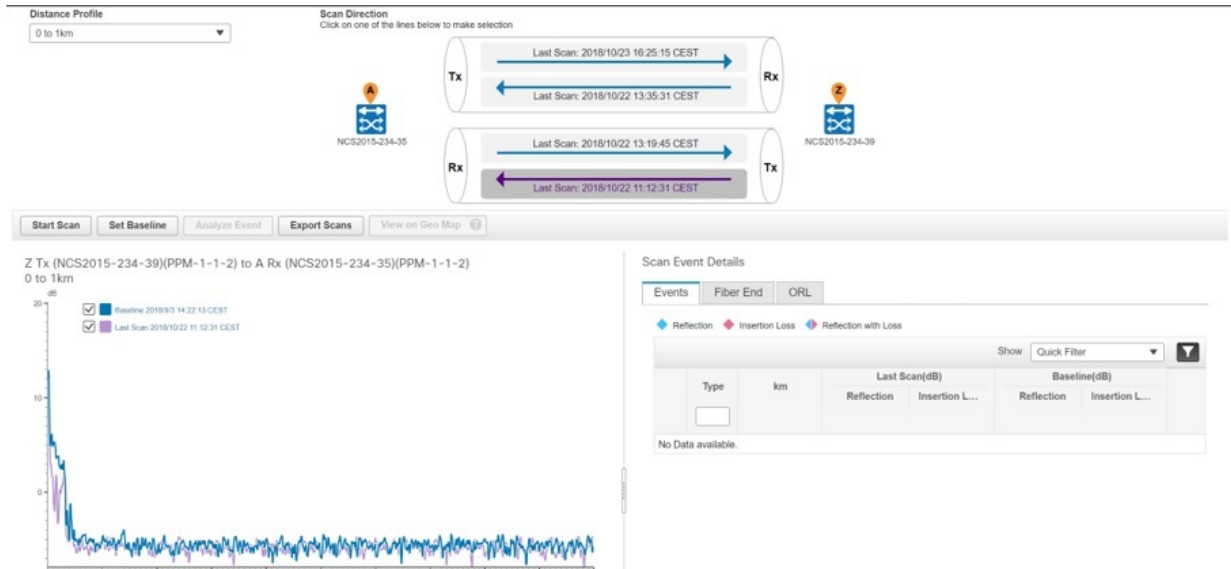 Distance Profile
0 to 1km
Scan Direction
Click on one of the lines below to make selection
Last Scan: 2018/10/23 16:25:15 CEST
Tx
Rx
Last Scan: 2018/10/22 13:35:31 CEST
A
Z
NCS2015-234-35
NCS2015-234-39
Last Scan: 2018/10/22 13:19:45 CEST
Rx
Tx
Last Scan: 2018/10/22 11:12:31 CEST
Start Scan
Set Baseline
Analyze Event
Export Scans
View on Geo Map ?
Z Tx (NCS2015-234-39)(PPM-1-1-2) to A Rx (NCS2015-234-35)(PPM-1-1-2)
0 to 1km
dB
20
Baseline 2018/9/3 14:22:13 CEST
Last Scan 2018/10/22 11:12:31 CEST
10
0
Scan Event Details
Events
Fiber End
ORL
Reflection
Insertion Loss
Reflection with Loss
Show
Quick Filter
Type
km
Last Scan(dB)
Baseline(dB)
Reflection
Insertion L...
Reflection
Insertion L...
No Data available.